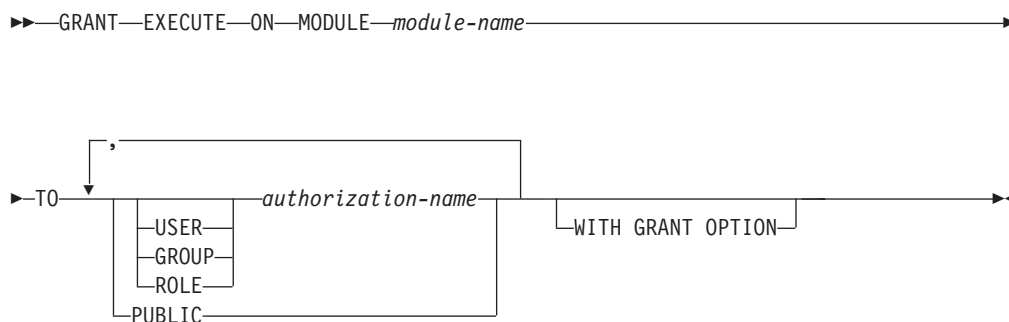 GRANT EXECUTE ON MODULE module-name
,
TO authorization-name
USER WITH GRANT OPTION
GROUP
ROLE
PUBLIC